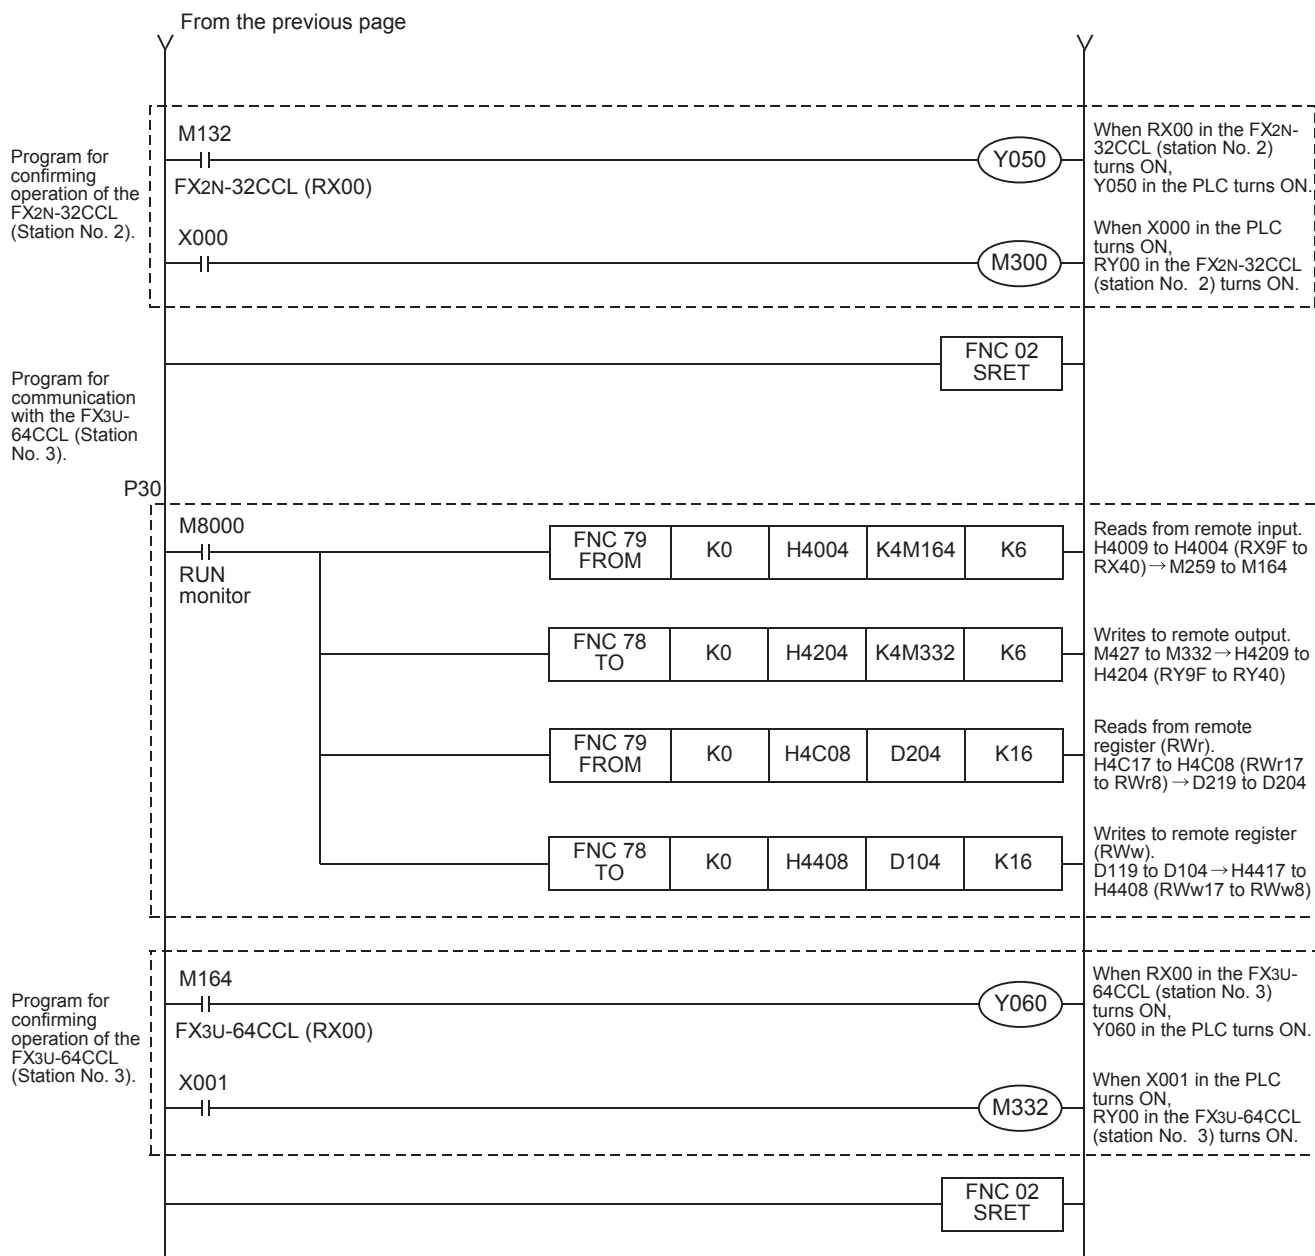 From the previous page
Program for
confirming
operation of the
FX2N-32CCL
(Station No. 2).
M132
FX2N-32CCL (RX00)
Y050
When RX00 in the FX2N-
32CCL (station No. 2)
turns ON,
Y050 in the PLC turns ON.
X000
M300
When X000 in the PLC
turns ON,
RY00 in the FX2N-32CCL
(station No. 2) turns ON.
FNC 02
SRET
Program for
communication
with the FX3U-
64CCL (Station
No. 3).
P30
M8000
RUN
monitor
FNC 79
FROM
K0
H4004
K4M164
K6
Reads from remote input.
H4009 to H4004 (RX9F to
RX40)→M259 to M164
FNC 78
TO
K0
H4204
K4M332
K6
Writes to remote output.
M427 to M332→H4209 to
H4204 (RY9F to RY40)
FNC 79
FROM
K0
H4C08
D204
K16
Reads from remote
register (RWr).
H4C17 to H4C08 (RWr17
to RWr8)→D219 to D204
FNC 78
TO
K0
H4408
D104
K16
Writes to remote register
(RWw).
D119 to D104→H4417 to
H4408 (RWw17 to RWw8)
Program for
confirming
operation of the
FX3U-64CCL
(Station No. 3).
M164
FX3U-64CCL (RX00)
Y060
When RX00 in the FX3U-
64CCL (station No. 3)
turns ON,
Y060 in the PLC turns ON.
X001
M332
When X001 in the PLC
turns ON,
RY00 in the FX3U-64CCL
(station No. 3) turns ON.
FNC 02
SRET